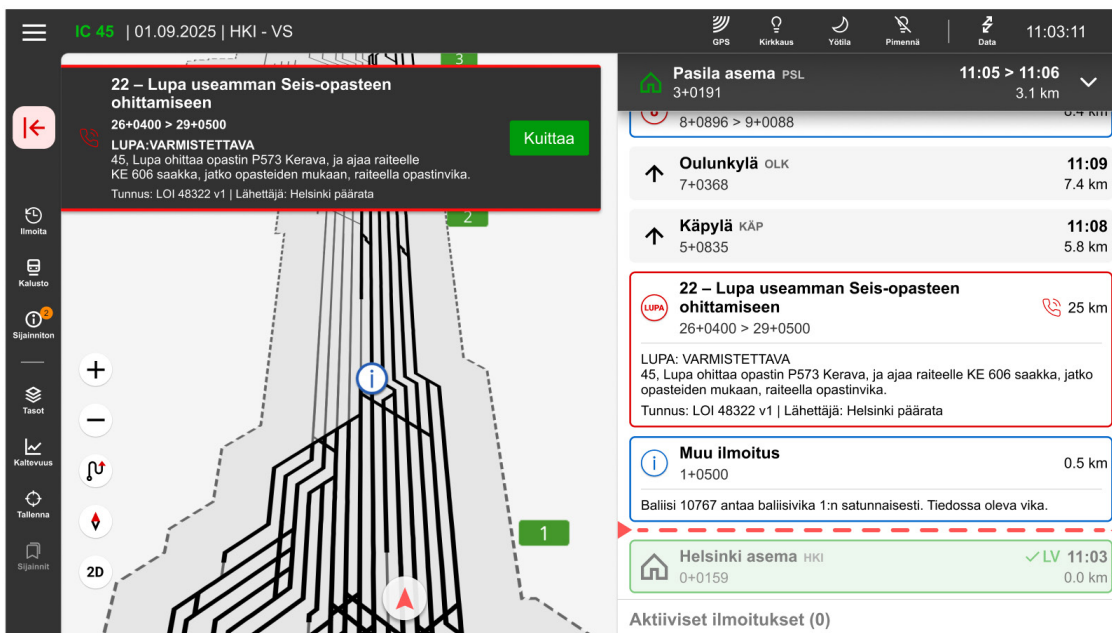 IC 45 | 01.09.2025 | HKI - VS
GPS
Kirkkaus
Yötila
Pimennä
Data
11:03:11
Ilmoita
Kalusto
2
Sijainniton
Tasot
Kaltevuus
Tallenna
Sijainnit
3
22 – Lupa useamman Seis-opasteen
ohittamiseen
26+0400 > 29+0500
LUPA:VARMISTETTAVA
45, Lupa ohittaa opastin P573 Kerava, ja ajaa raiteelle
KE 606 saakka, jatko opasteiden mukaan, raiteella opastinvika.
Tunnus: LOI 48322 v1 | Lähettäjä: Helsinki päärata
Kuittaa
2
i
1
2D
Pasila asema PSL 11:05 > 11:06
3+0191 3.1 km
8+0896 > 9+0088
Oulunkylä OLK 11:09
7+0368 7.4 km
Käpylä KÄP 11:08
5+0835 5.8 km
22 – Lupa useamman Seis-opasteen
LUPA ohittamiseen 25 km
26+0400 > 29+0500
LUPA: VARMISTETTAVA
45, Lupa ohittaa opastin P573 Kerava, ja ajaa raiteelle KE 606 saakka, jatko
opasteiden mukaan, raiteella opastinvika.
Tunnus: LOI 48322 v1 | Lähettäjä: Helsinki päärata
i Muu ilmoitus 0.5 km
1+0500
Baliisi 10767 antaa baliisivika 1:n satunnaisesti. Tiedossa oleva vika.
Helsinki asema HKI LV 11:03
0+0159 0.0 km
Aktiiviset ilmoitukset (0)